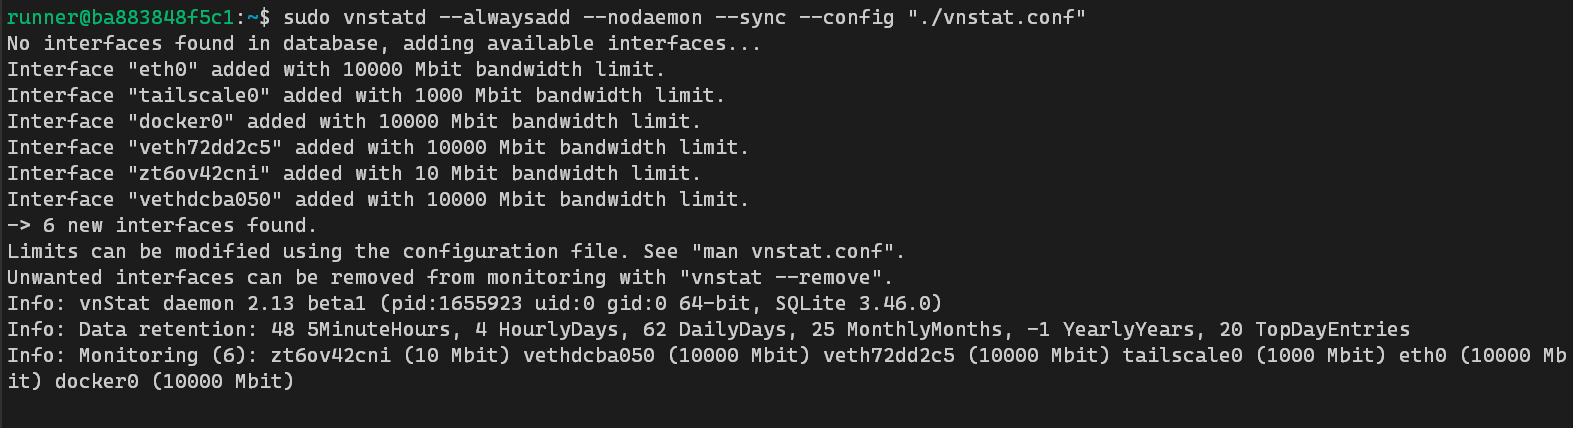 runner@ba883848f5c1:~$ sudo vnstatd --alwaysadd --nodaemon --sync --config "./vnstat.conf"
No interfaces found in database, adding available interfaces...
Interface "eth0" added with 10000 Mbit bandwidth limit.
Interface "tailscale0" added with 1000 Mbit bandwidth limit.
Interface "docker0" added with 10000 Mbit bandwidth limit.
Interface "veth72dd2c5" added with 10000 Mbit bandwidth limit.
Interface "zt6ov42cni" added with 10 Mbit bandwidth limit.
Interface "vethdcba050" added with 10000 Mbit bandwidth limit.
-> 6 new interfaces found.
Limits can be modified using the configuration file. See "man vnstat.conf".
Unwanted interfaces can be removed from monitoring with "vnstat --remove".
Info: vnStat daemon 2.13 beta1 (pid:1655923 uid:0 gid:0 64-bit, SQLite 3.46.0)
Info: Data retention: 48 5MinuteHours, 4 HourlyDays, 62 DailyDays, 25 MonthlyMonths, -1 YearlyYears, 20 TopDayEntries
Info: Monitoring (6): zt6ov42cni (10 Mbit) vethdcba050 (10000 Mbit) veth72dd2c5 (10000 Mbit) tailscale0 (1000 Mbit) eth0 (10000 Mb
it) docker0 (10000 Mbit)